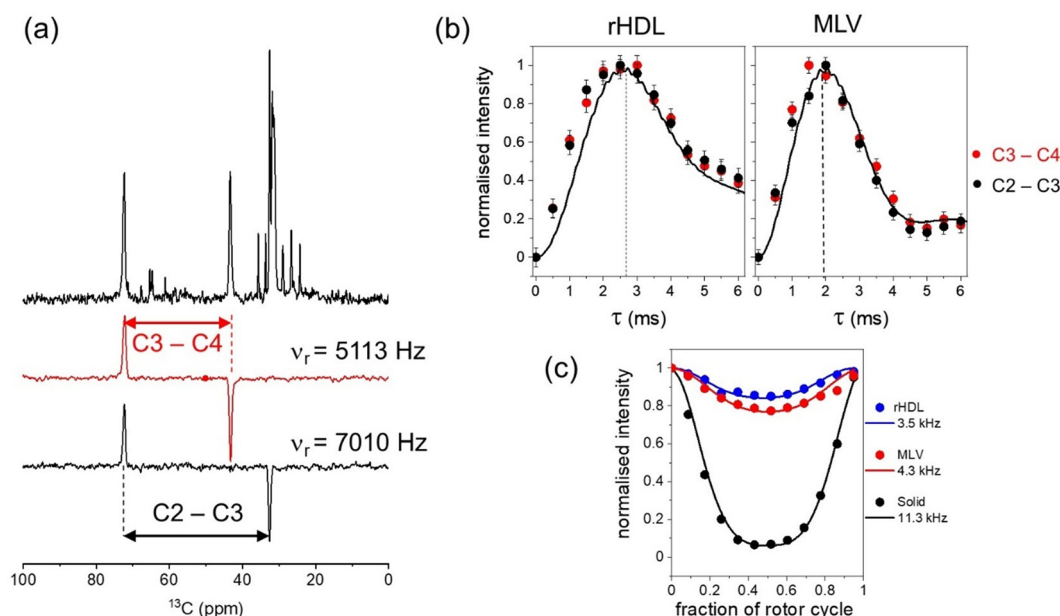 (a)
C3 – C4
νr = 5113 Hz
νr = 7010 Hz
C2 – C3
100 80 60 40 20 0
13C (ppm)
(b)
rHDL MLV
normalised intensity
1
0.8
0.6
0.4
0.2
0
0 1 2 3 4 5 6 0 1 2 3 4 5 6
τ (ms) τ (ms)
C3 – C4
C2 – C3
(c)
normalised intensity
1
0.8
0.6
0.4
0.2
0
0 0.2 0.4 0.6 0.8 1
fraction of rotor cycle
rHDL
3.5 kHz
MLV
4.3 kHz
Solid
11.3 kHz